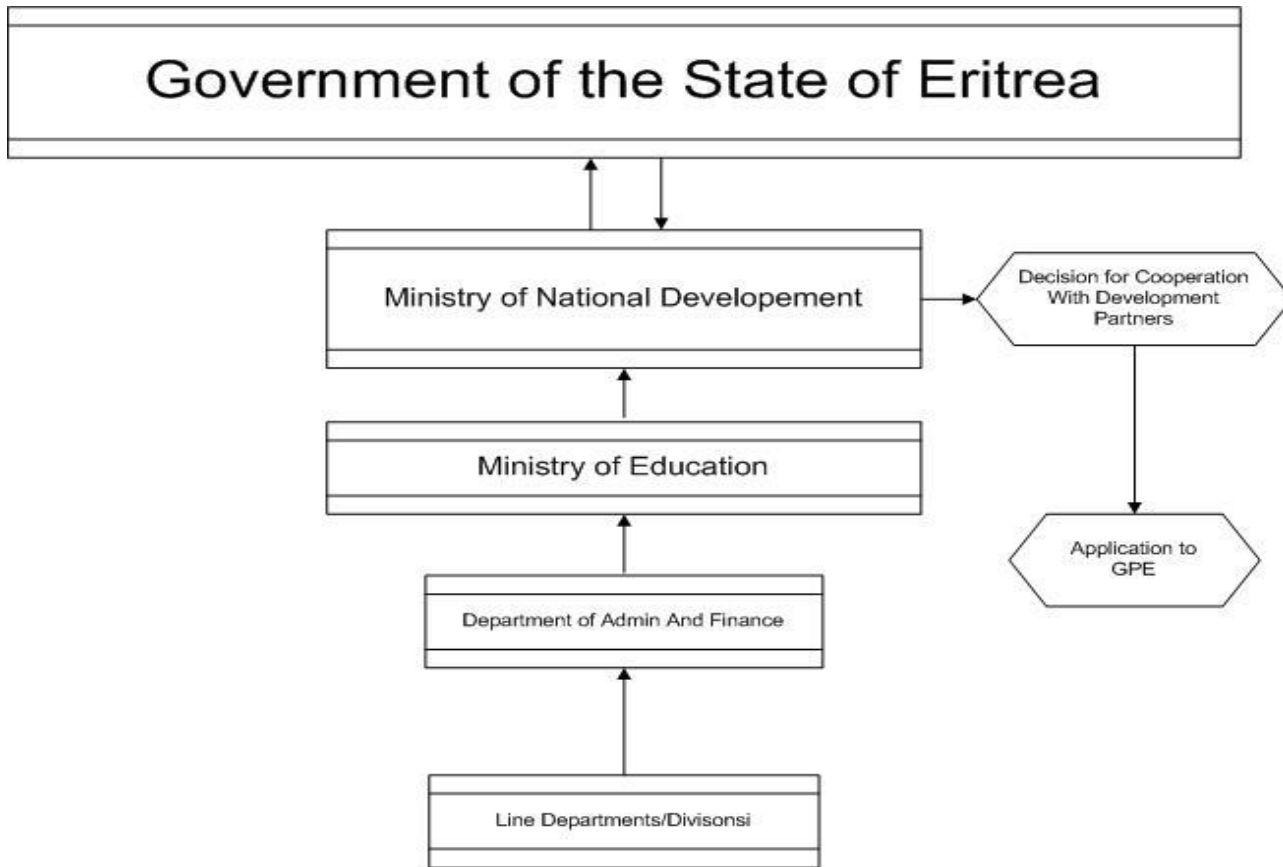 Government of the State of Eritrea
Ministry of National Developement
Decision for Cooperation
With Development
Partners
Ministry of Education
Application to
GPE
Department of Admin And Finance
Line Departments/Divisonsi